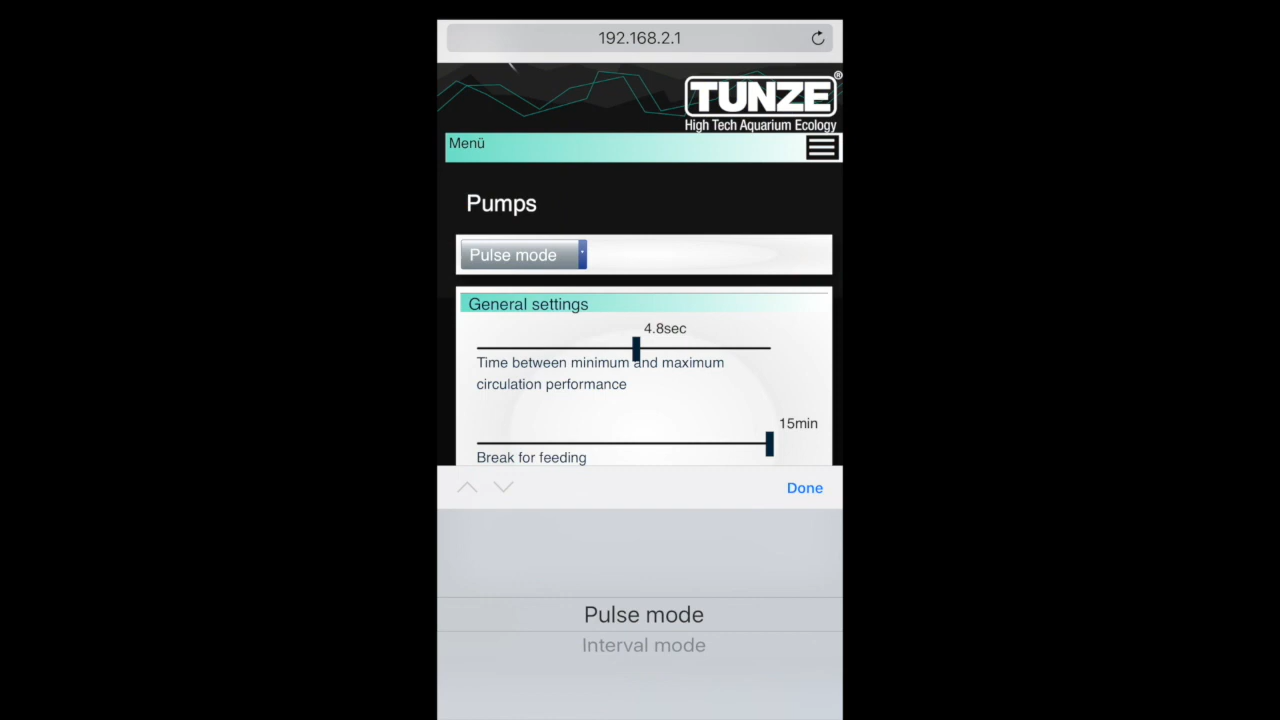 192.168.2.1
TUNZE®
High Tech Aquarium Ecology
Menü
Pumps
Pulse mode
General settings
4.8sec
Time between minimum and maximum
circulation performance
15min
Break for feeding
Done
Pulse mode
Interval mode